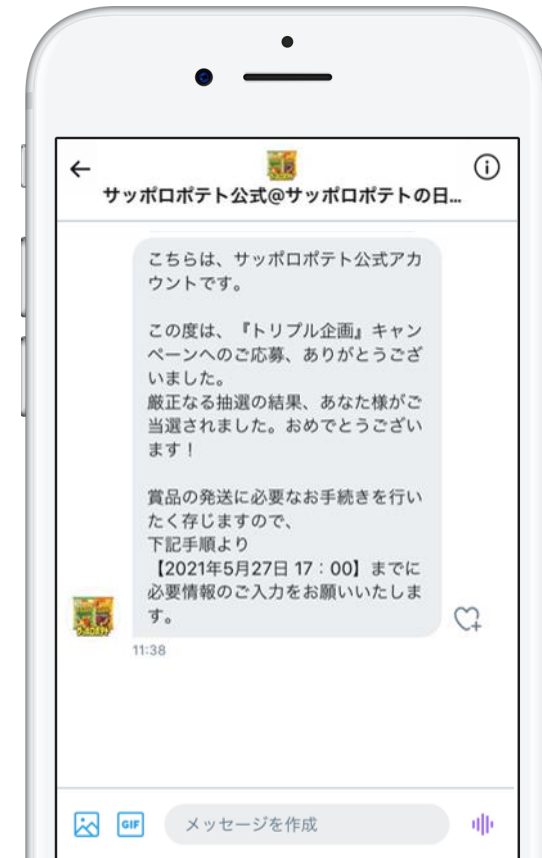 サッポロポテト公式@サッポロポテトの日…
こちらは、サッポロポテト公式アカ
ウントです。
この度は、『トリプル企画』キャン
ペーンへのご応募、ありがとうござ
いました。
厳正なる抽選の結果、あなた様がご
当選されました。おめでとうござい
ます！
賞品の発送に必要なお手続きを行い
たく存じますので、
下記手順より
【2021年5月27日 17：00】までに
必要情報のご入力をお願いいたしま
す。
11:38
GIF
メッセージを作成